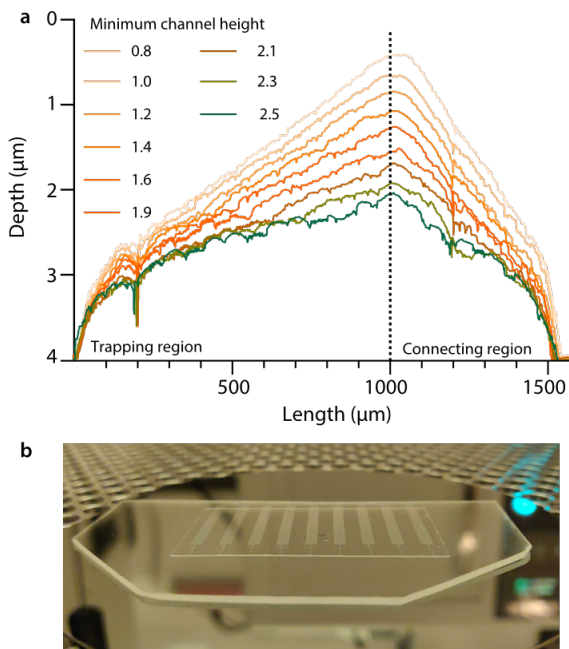 a
Minimum channel height
0.8
1.0
1.2
1.4
1.6
1.9
2.1
2.3
2.5
Depth (μm)
0
1
2
3
4
Trapping region
Connecting region
500
1000
1500
Length (μm)
b